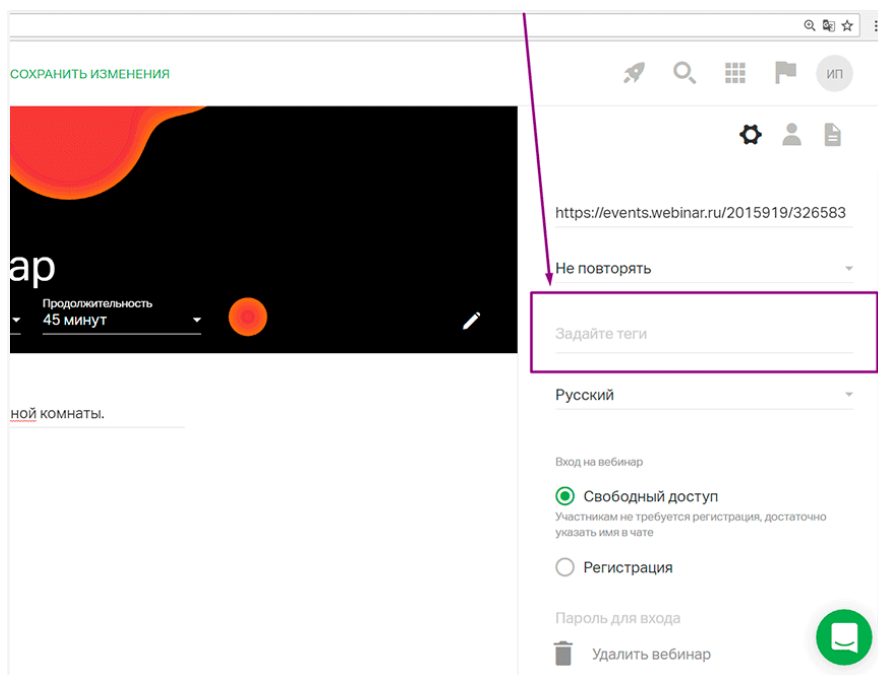 СОХРАНИТЬ ИЗМЕНЕНИЯ
ИП
https://events.webinar.ru/2015919/326583
ар
Не повторять
Продолжительность
45 минут
Задайте теги
Русский
ной комнаты.
Вход на вебинар
Свободный доступ
Участникам не требуется регистрация, достаточно
указать имя в чате
Регистрация
Пароль для входа
Удалить вебинар